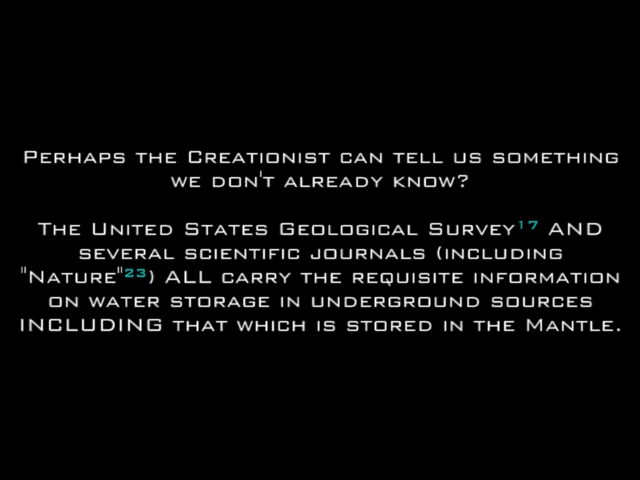 Perhaps the Creationist can tell us something
we don't already know?
The United States Geological Survey17 AND
several scientific journals (including
"Nature"23) ALL carry the requisite information
on water storage in underground sources
INCLUDING that which is stored in the Mantle.